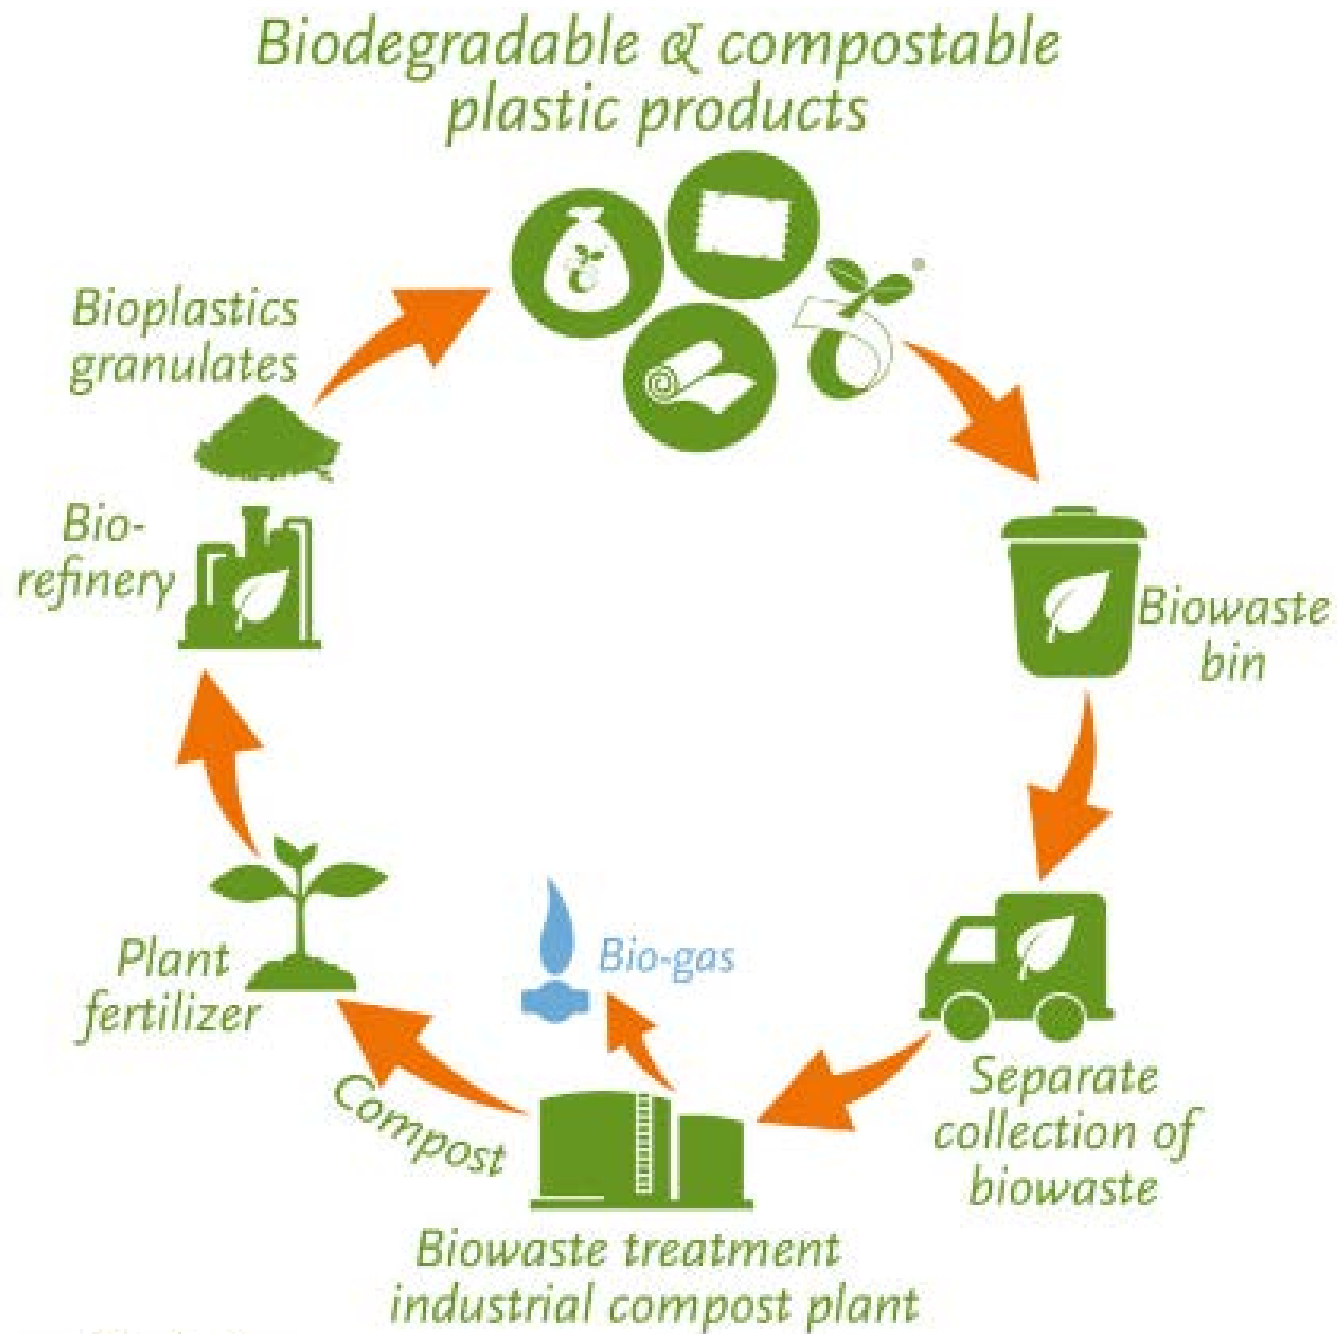 Biodegradable & compostable
plastic products
Bioplastics
granulates
Bio-
refinery
Biowaste
bin
Plant
fertilizer
Bio-gas
Compost
Separate
collection of
biowaste
Biowaste treatment
industrial compost plant